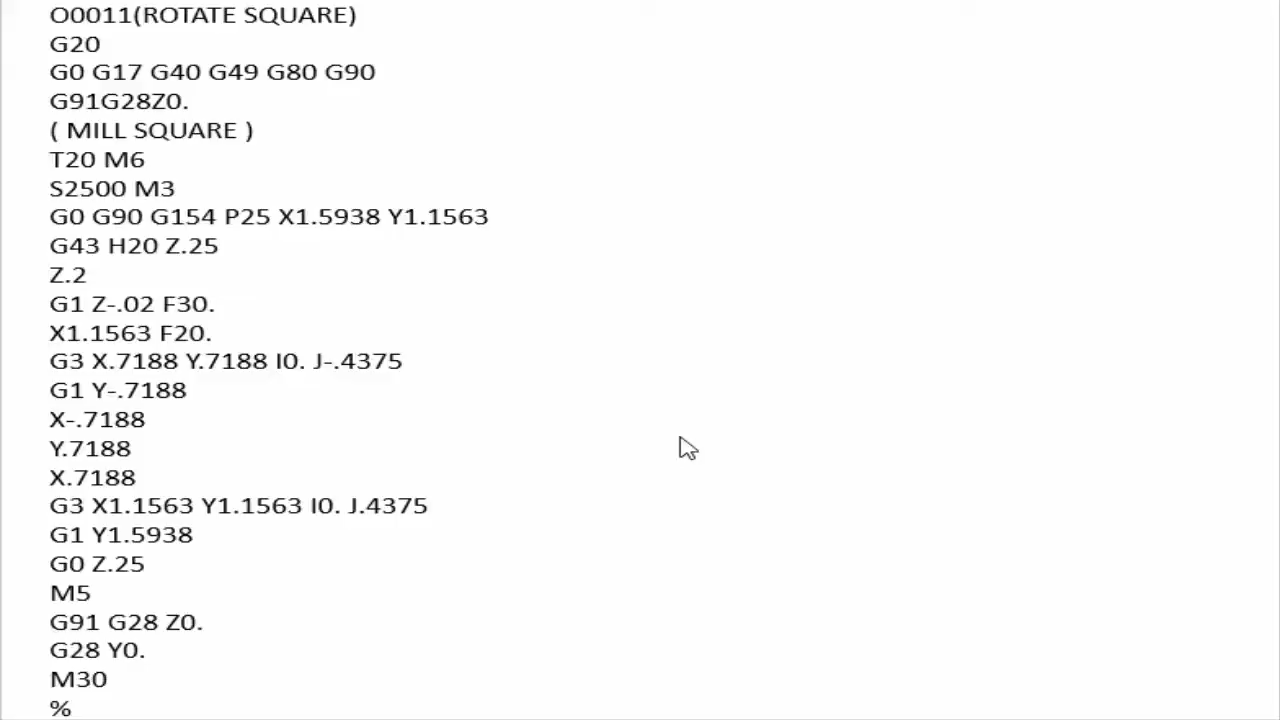 O0011(ROTATE SQUARE)
G20
G0 G17 G40 G49 G80 G90
G91G28Z0.
( MILL SQUARE )
T20 M6
S2500 M3
G0 G90 G154 P25 X1.5938 Y1.1563
G43 H20 Z.25
Z.2
G1 Z-.02 F30.
X1.1563 F20.
G3 X.7188 Y.7188 I0. J-.4375
G1 Y-.7188
X-.7188
Y.7188
X.7188
G3 X1.1563 Y1.1563 I0. J.4375
G1 Y1.5938
G0 Z.25
M5
G91 G28 Z0.
G28 Y0.
M30
%